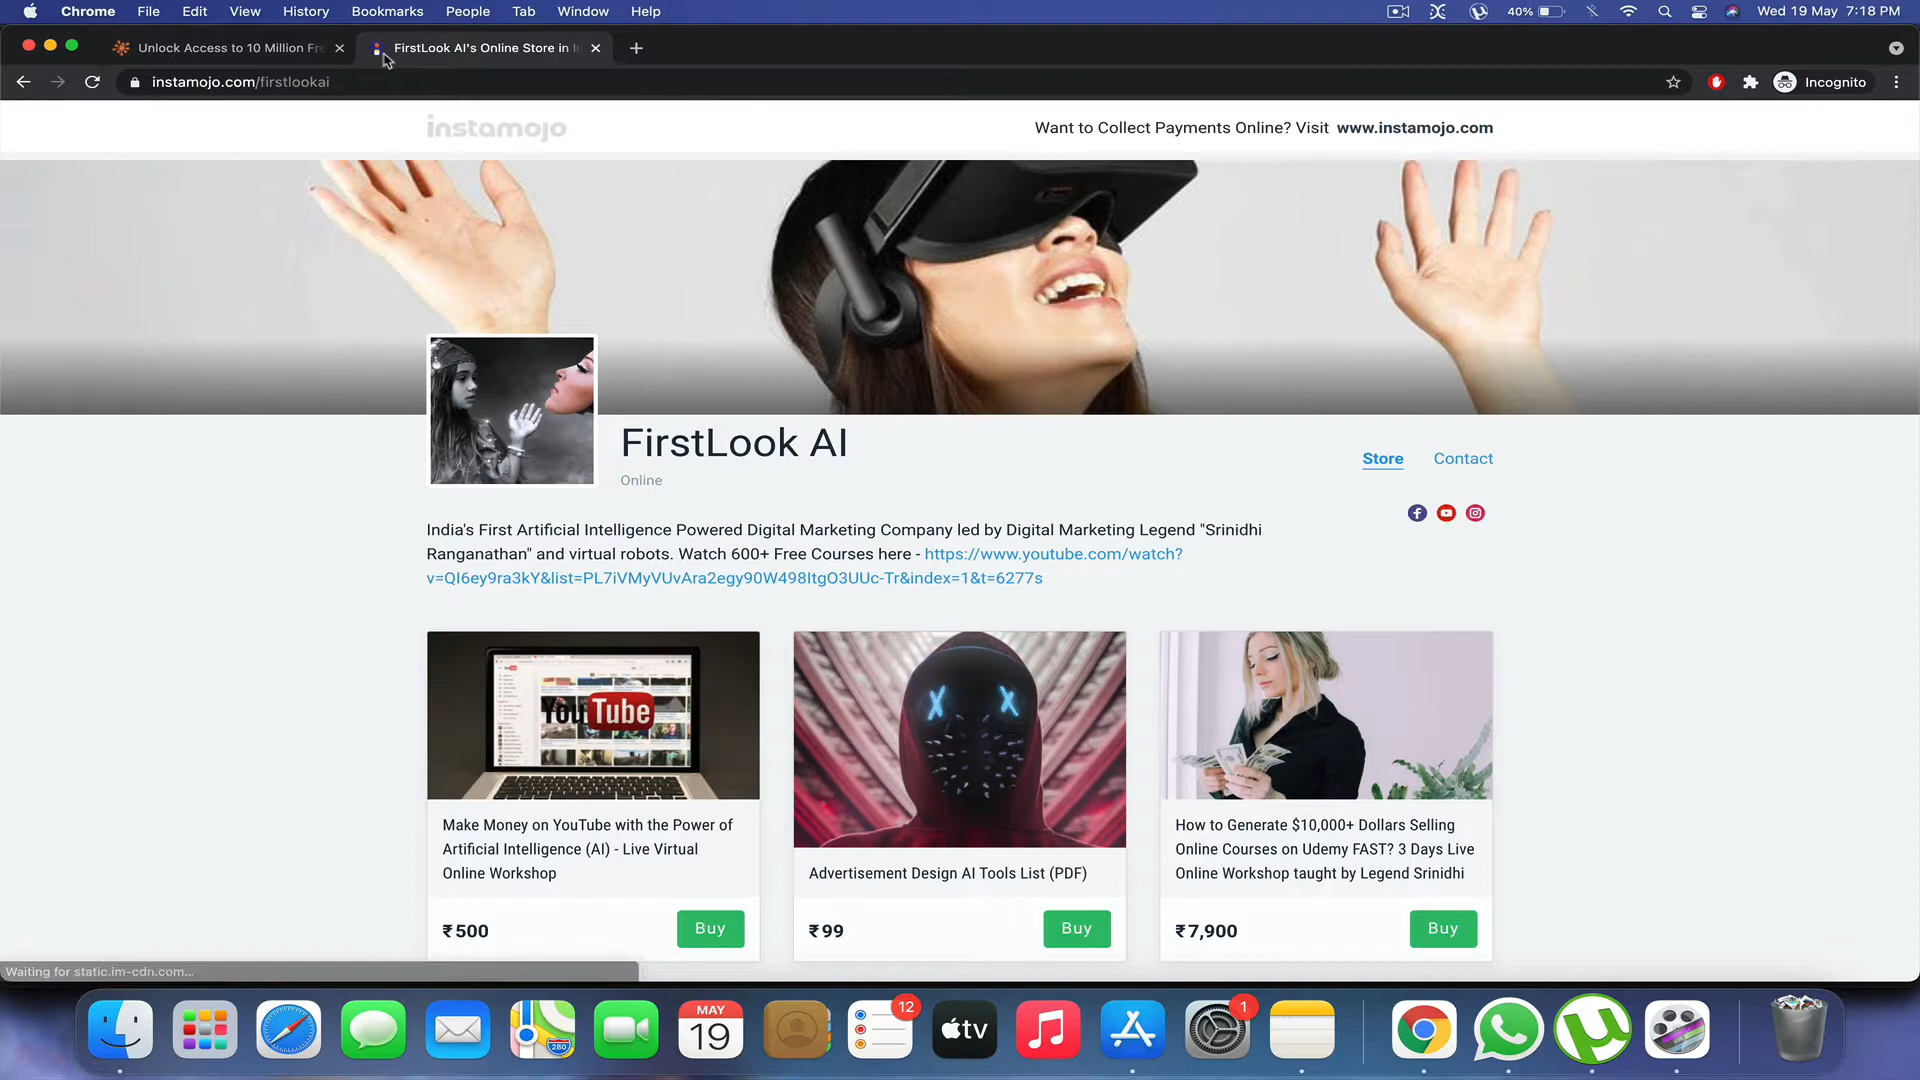 Chrome File Edit View History Bookmarks People Tab Window Help 40% Wed 19 May 7:18 PM
Unlock Access to 10 Million Fre FirstLook AI's Online Store in I
instamojo.com/firstlookai Incognito
instamojo
Want to Collect Payments Online? Visit www.instamojo.com
FirstLook AI
Online
Store Contact
India's First Artificial Intelligence Powered Digital Marketing Company led by Digital Marketing Legend "Srinidhi
Ranganathan" and virtual robots. Watch 600+ Free Courses here - https://www.youtube.com/watch?
v=QI6ey9ra3kY&list=PL7iVMyVUvAra2egy90W498ItgO3UUc-Tr&index=1&t=6277s
YouTube
Make Money on YouTube with the Power of
Artificial Intelligence (AI) - Live Virtual
Online Workshop
₹500 Buy
Advertisement Design AI Tools List (PDF)
₹99 Buy
How to Generate $10,000+ Dollars Selling
Online Courses on Udemy FAST? 3 Days Live
Online Workshop taught by Legend Srinidhi
₹7,900 Buy
Waiting for static.im-cdn.com...
280
MAY
19
12
tv
1